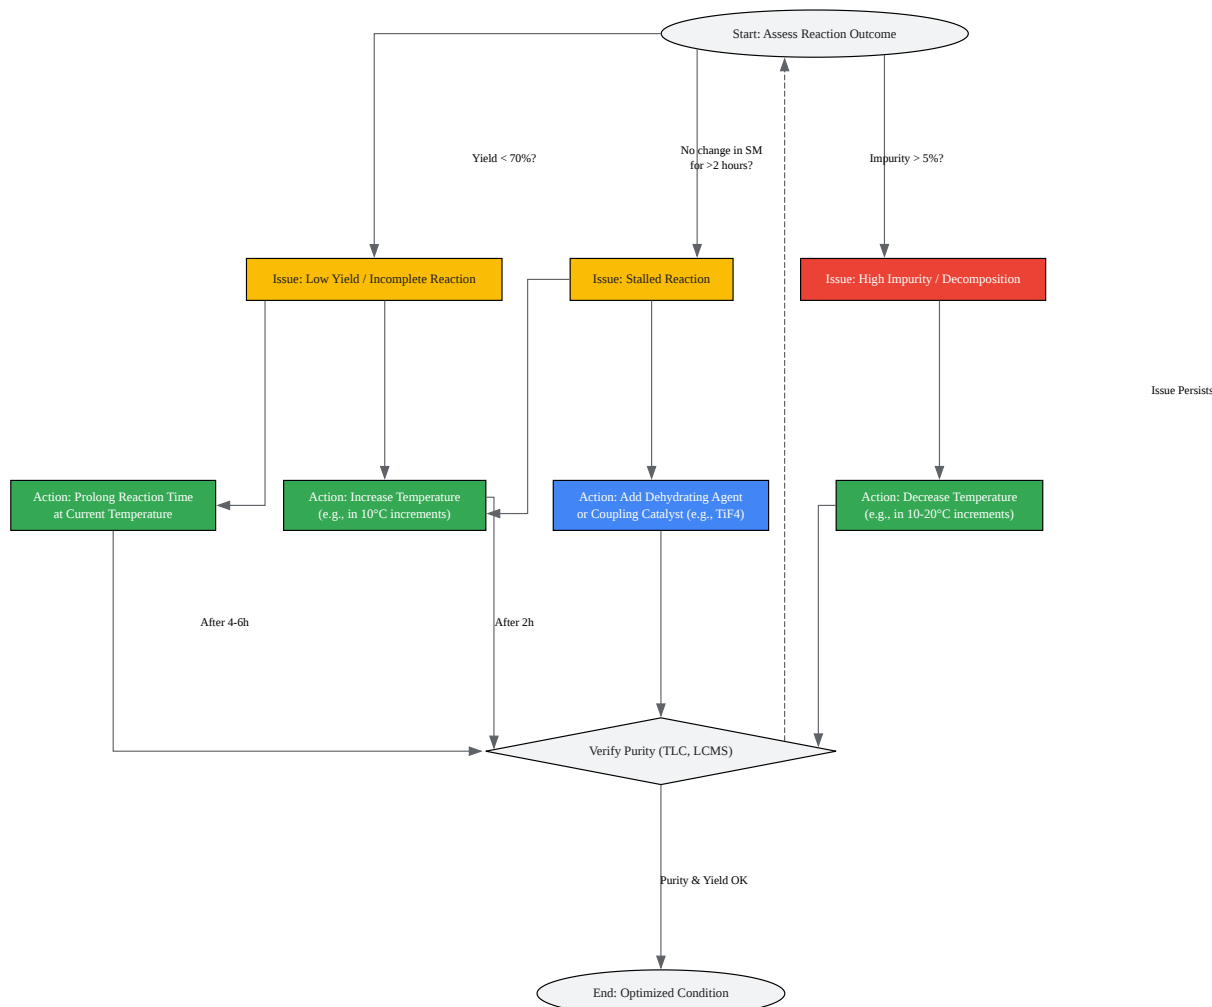 Start: Assess Reaction Outcome
Yield < 70%?
No change in SM
for >2 hours?
Impurity > 5%?
Issue: Low Yield / Incomplete Reaction
Issue: Stalled Reaction
Issue: High Impurity / Decomposition
Issue Persists
Action: Prolong Reaction Time
at Current Temperature
Action: Increase Temperature
(e.g., in 10°C increments)
Action: Add Dehydrating Agent
or Coupling Catalyst (e.g., TiF4)
Action: Decrease Temperature
(e.g., in 10-20°C increments)
After 4-6h
After 2h
Verify Purity (TLC, LCMS)
Purity & Yield OK
End: Optimized Condition